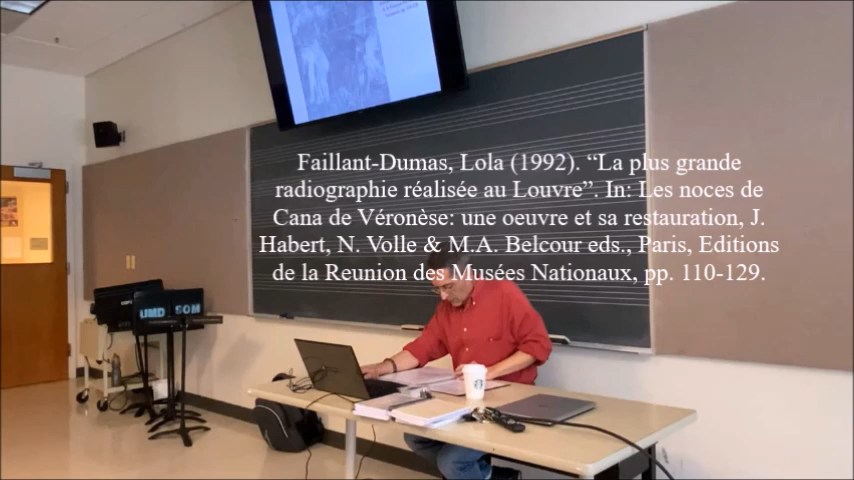 Faillant-Dumas, Lola (1992). “La plus grande
radiographie réalisée au Louvre”. In: Les noces de
Cana de Véronèse: une oeuvre et sa restauration, J.
Habert, N. Volle & M.A. Belcour eds., Paris, Editions
de la Reunion des Musées Nationaux, pp. 110-129.
UMD SOM